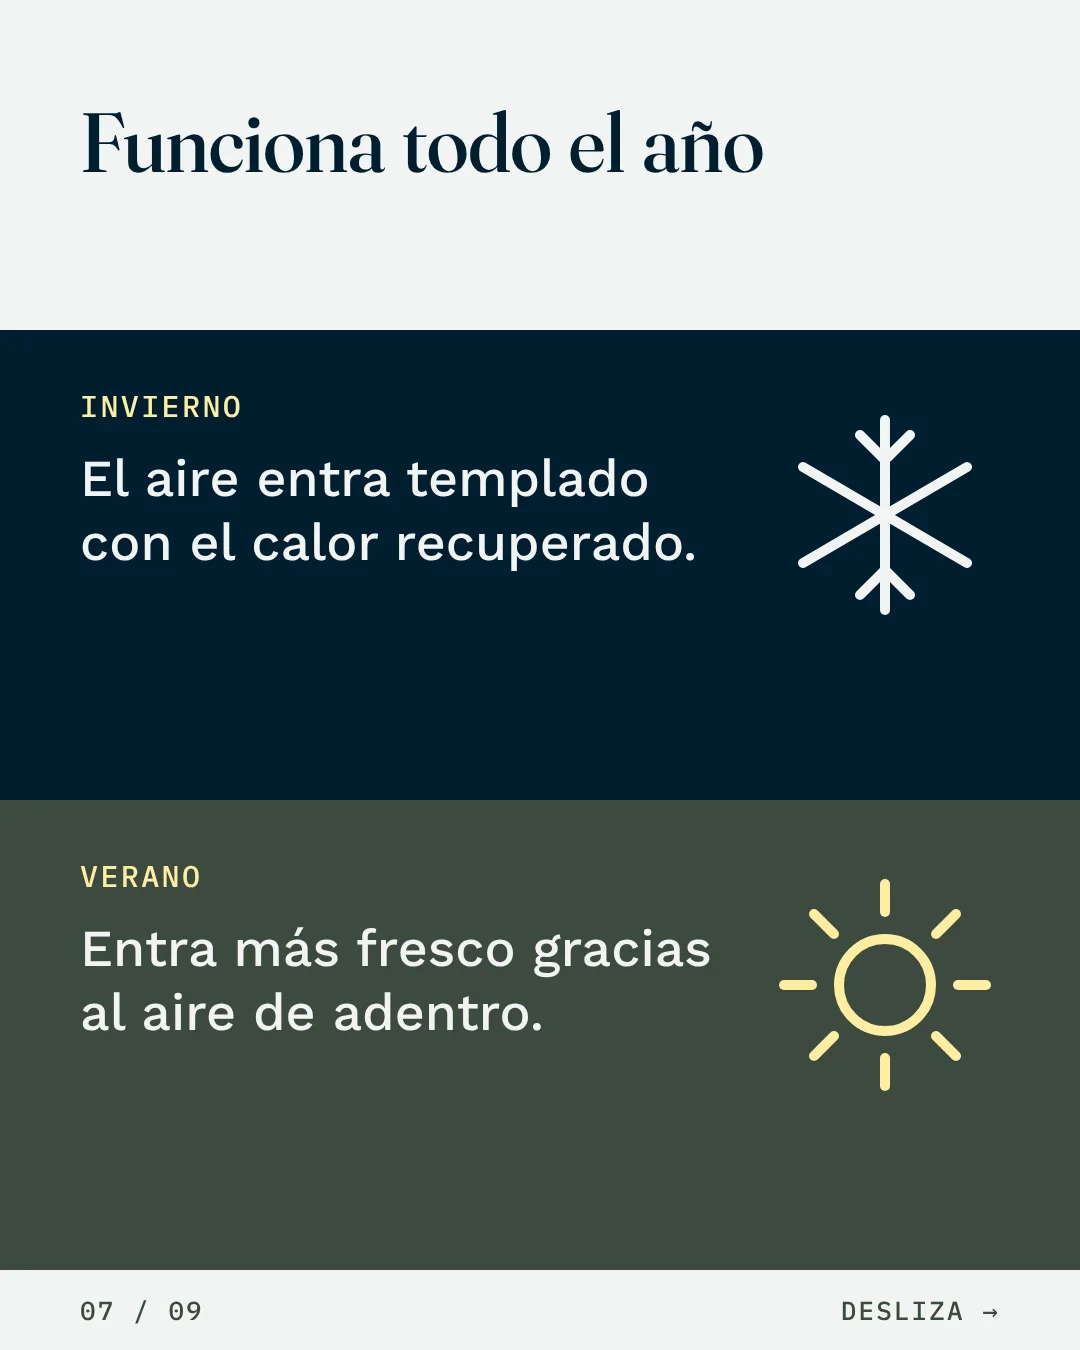 Funciona todo el año
INVIERNO
El aire entra templado
con el calor recuperado.
VERANO
Entra más fresco gracias
al aire de adentro.
07 / 09
DESLIZA →